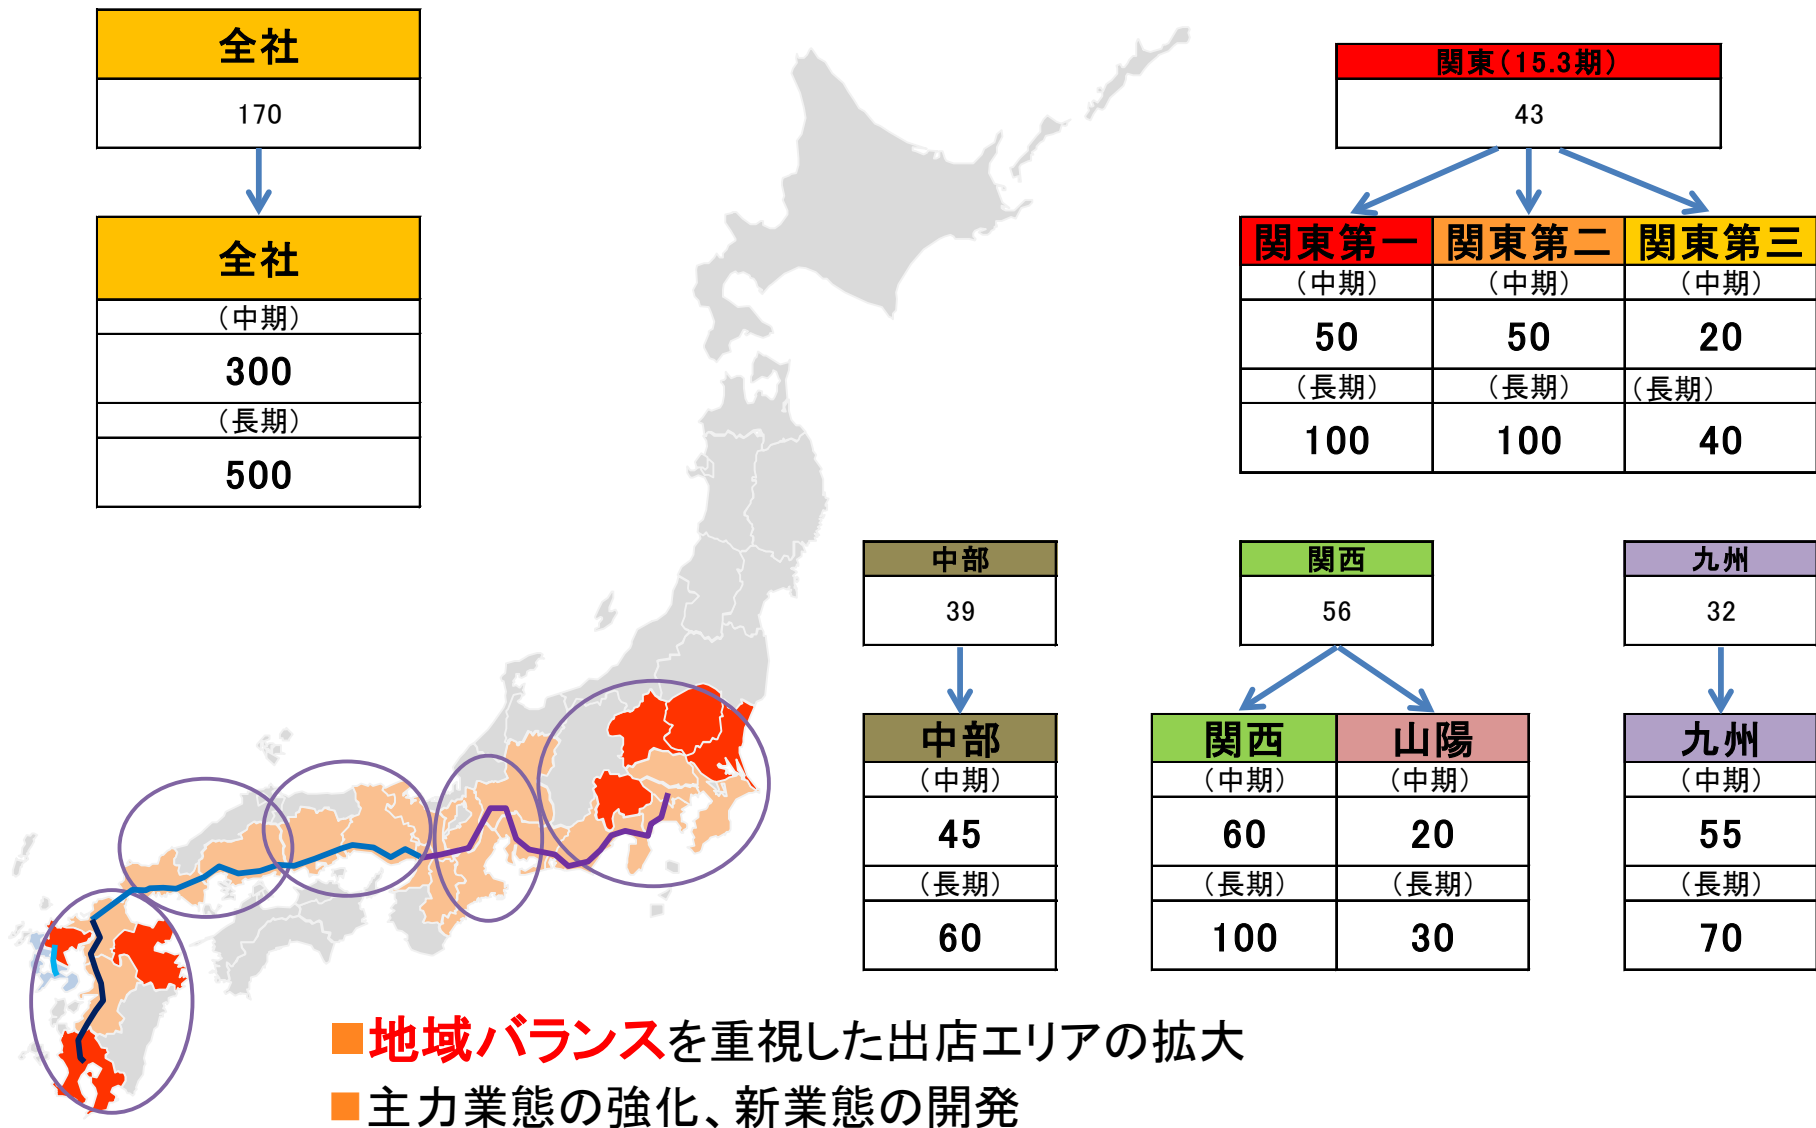 全社
170
全社
（中期）
300
（長期）
500
関東（15.3期）
43
関東第一 関東第二 関東第三
（中期） （中期） （中期）
50 50 20
（長期） （長期） （長期）
100 100 40
中部
39
中部
（中期）
45
（長期）
60
関西
56
関西 山陽
（中期） （中期）
60 20
（長期） （長期）
100 30
九州
32
九州
（中期）
55
（長期）
70
■地域バランスを重視した出店エリアの拡大
■主力業態の強化、新業態の開発